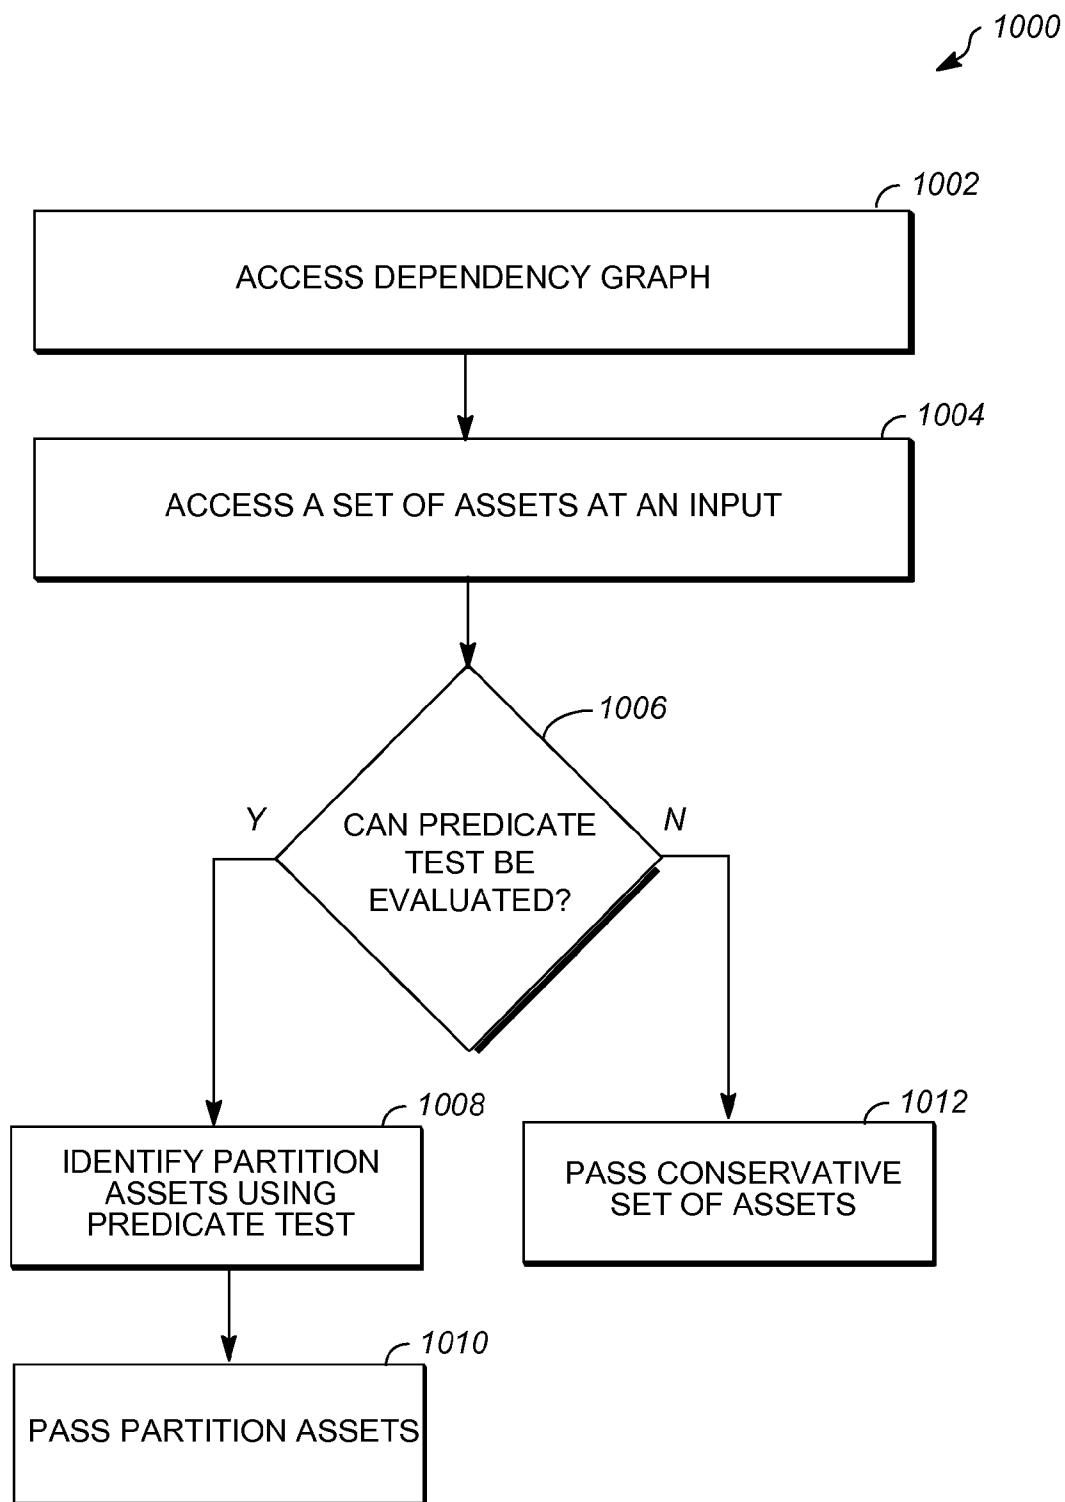 1000
1002
ACCESS DEPENDENCY GRAPH
1004
ACCESS A SET OF ASSETS AT AN INPUT
1006
Y
CAN PREDICATE
TEST BE
EVALUATED?
N
1008
IDENTIFY PARTITION
ASSETS USING
PREDICATE TEST
1012
PASS CONSERVATIVE
SET OF ASSETS
1010
PASS PARTITION ASSETS